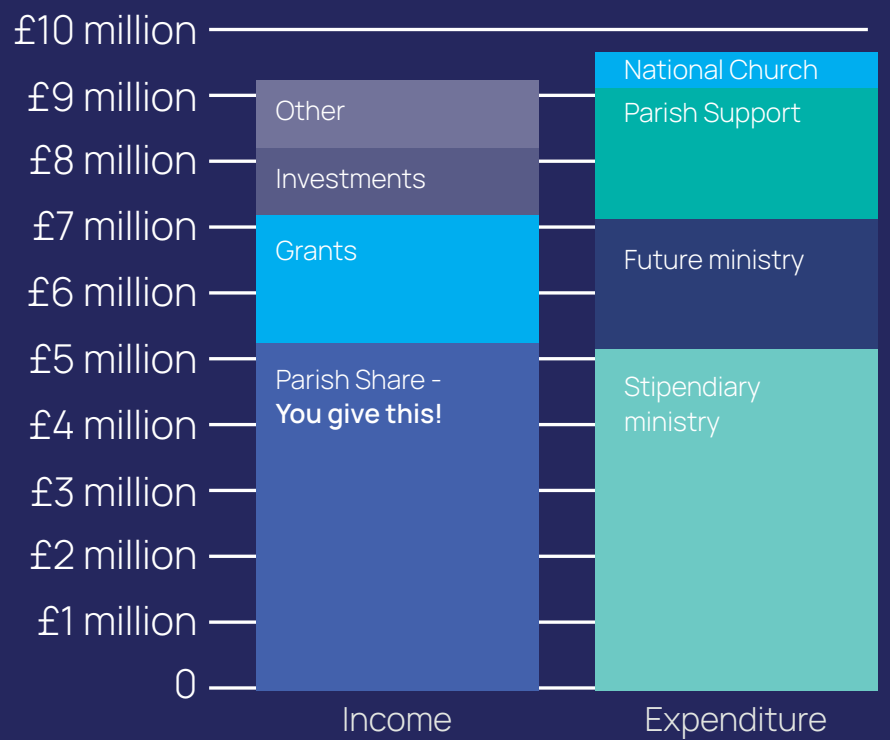 £10 million
£9 million
£8 million
£7 million
£6 million
£5 million
£4 million
£3 million
£2 million
£1 million
0
Other
Investments
Grants
Parish Share -
You give this!
Income
National Church
Parish Support
Future ministry
Stipendiary
ministry
Expenditure